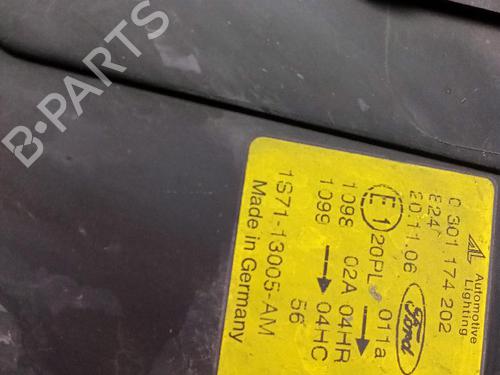 B-PARTS
AL Automotive Lighting
0 301 174 202
E24
20.11.06 Ford
E1 20PL 011a
1098 02A 04HR
1099 04HC
1S71-13005-AM 56
Made in Germany